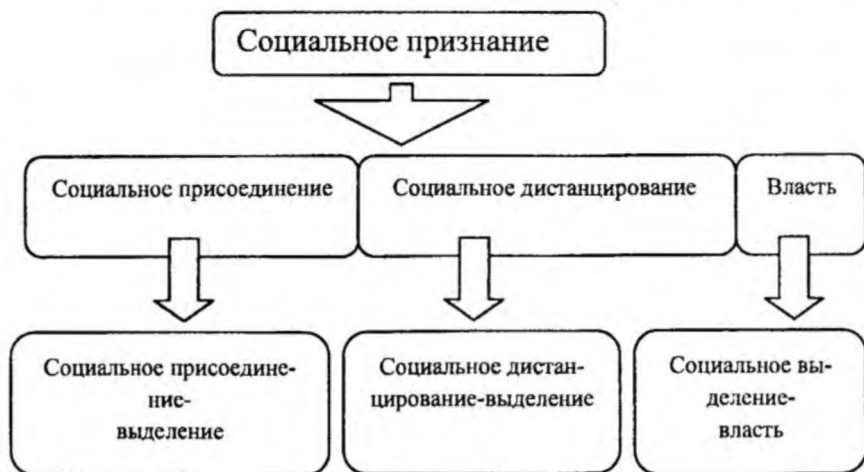 Социальное признание
Социальное присоединение
Социальное дистанцирование
Власть
Социальное присоедине-
ние-
выделение
Социальное дистан-
цирование-выделение
Социальное вы-
деление-
власть